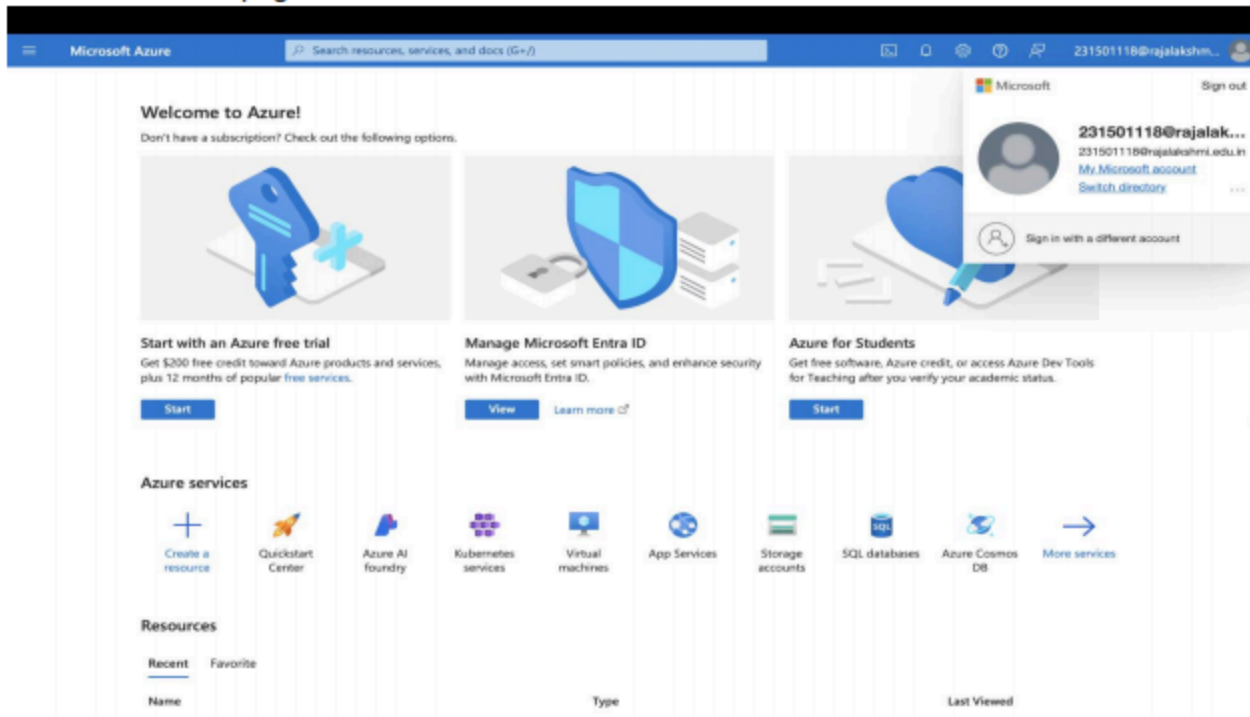 Microsoft Azure
Search resources, services, and docs (G+/)
231501118@rajalakshm...
Microsoft
Sign out
231501118@rajalak...
231501118@rajalakshmi.edu.in
My Microsoft account
Switch directory
...
Sign in with a different account
Welcome to Azure!
Don't have a subscription? Check out the following options.
Start with an Azure free trial
Get $200 free credit toward Azure products and services,
plus 12 months of popular free services.
Start
Manage Microsoft Entra ID
Manage access, set smart policies, and enhance security
with Microsoft Entra ID.
View
Learn more
Azure for Students
Get free software, Azure credit, or access Azure Dev Tools
for Teaching after you verify your academic status.
Start
Azure services
Create a
resource
Quickstart
Center
Azure AI
foundry
Kubernetes
services
Virtual
machines
App Services
Storage
accounts
SQL
SQL databases
Azure Cosmos
DB
More services
Resources
Recent
Favorite
Name
Type
Last Viewed